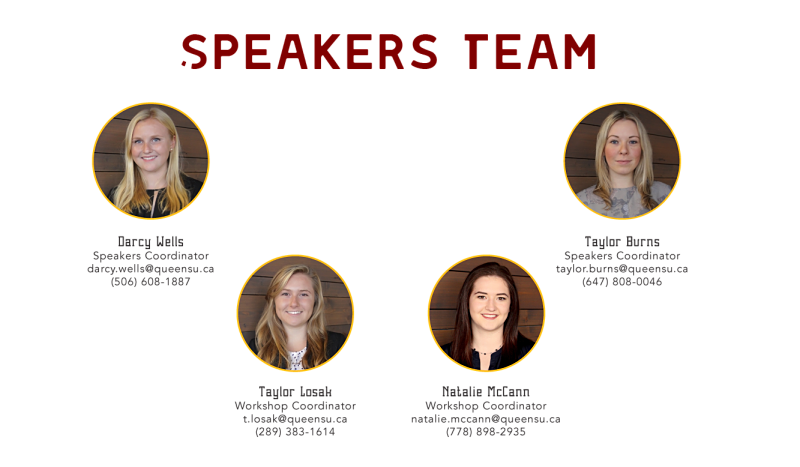 SPEAKERS TEAM
Darcy Wells
Speakers Coordinator
darcy.wells@queensu.ca
(506) 608-1887
Taylor Burns
Speakers Coordinator
taylor.burns@queensu.ca
(647) 808-0046
Taylor Losak
Workshop Coordinator
t.losak@queensu.ca
(289) 383-1614
Natalie McCann
Workshop Coordinator
natalie.mccann@queensu.ca
(778) 898-2935